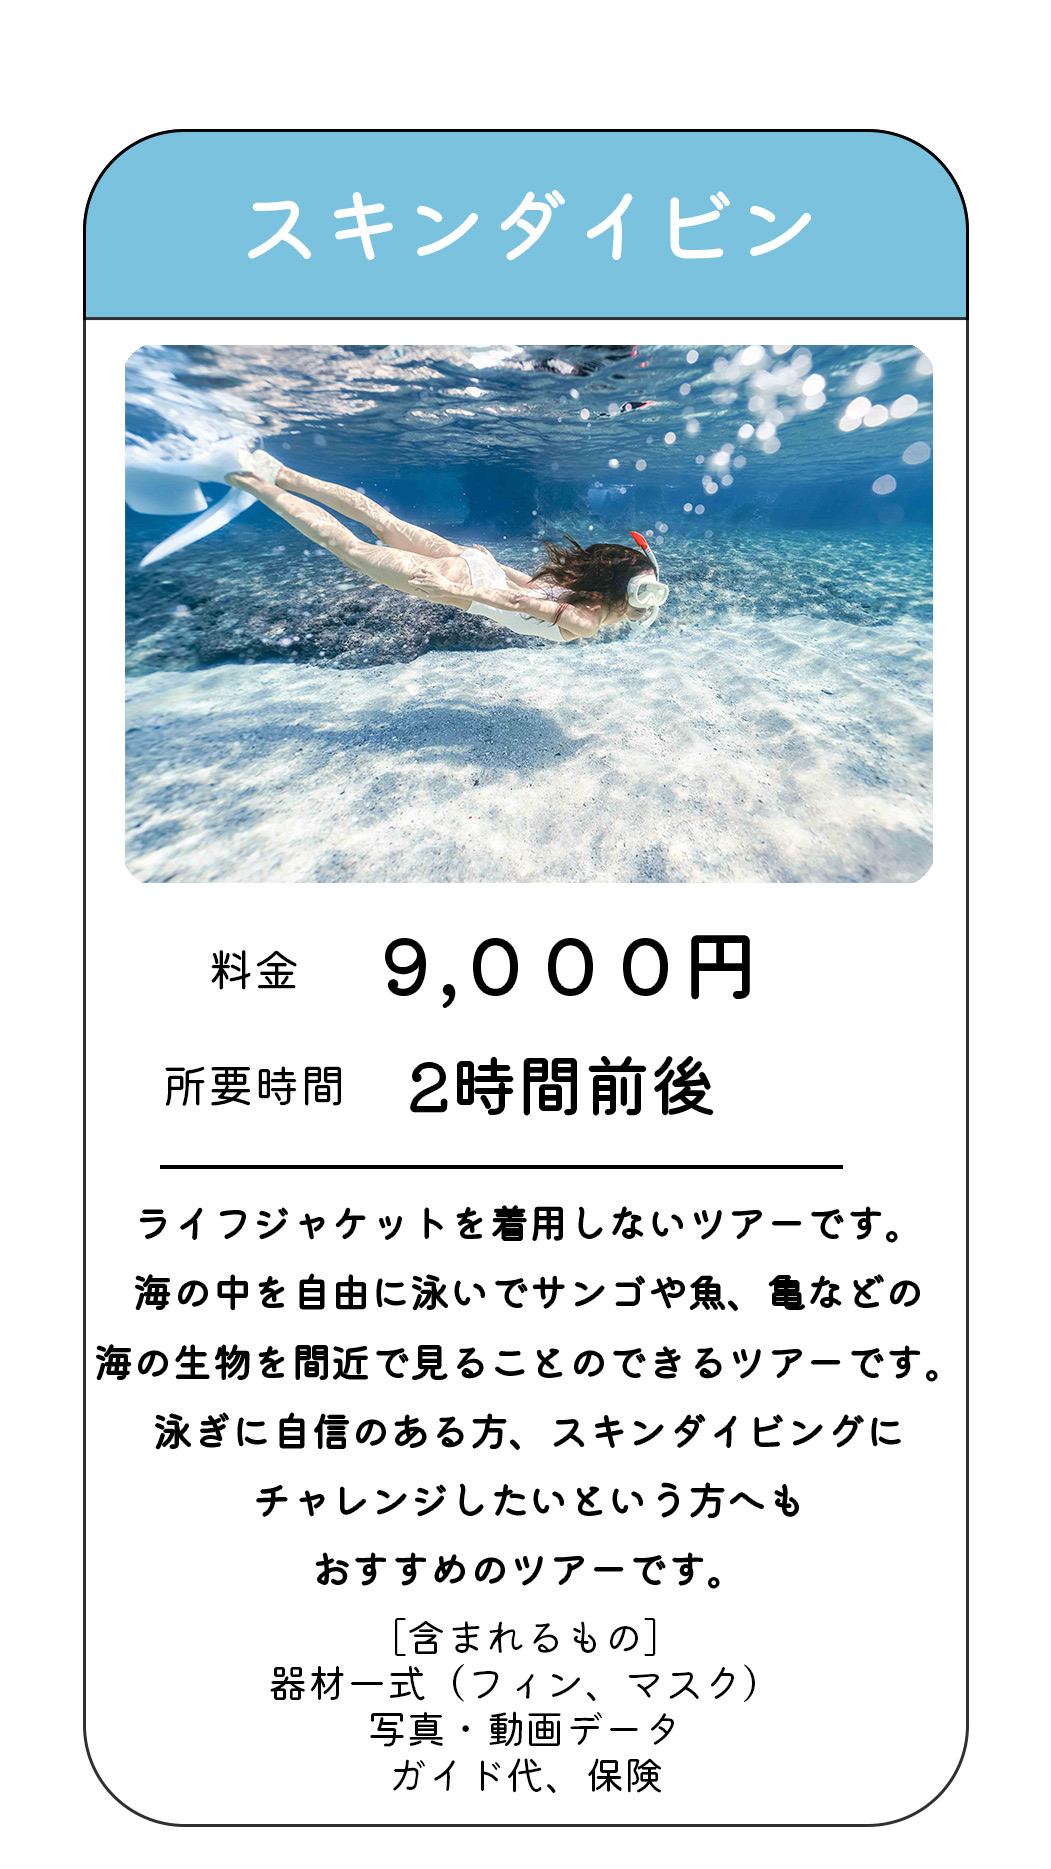 スキンダイビン
料金 9,０００円
所要時間 2時間前後
ライフジャケットを着用しないツアーです。
海の中を自由に泳いでサンゴや魚、亀などの
海の生物を間近で見ることのできるツアーです。
泳ぎに自信のある方、スキンダイビングに
チャレンジしたいという方へも
おすすめのツアーです。
［含まれるもの］
器材一式（フィン、マスク）
写真・動画データ
ガイド代、保険